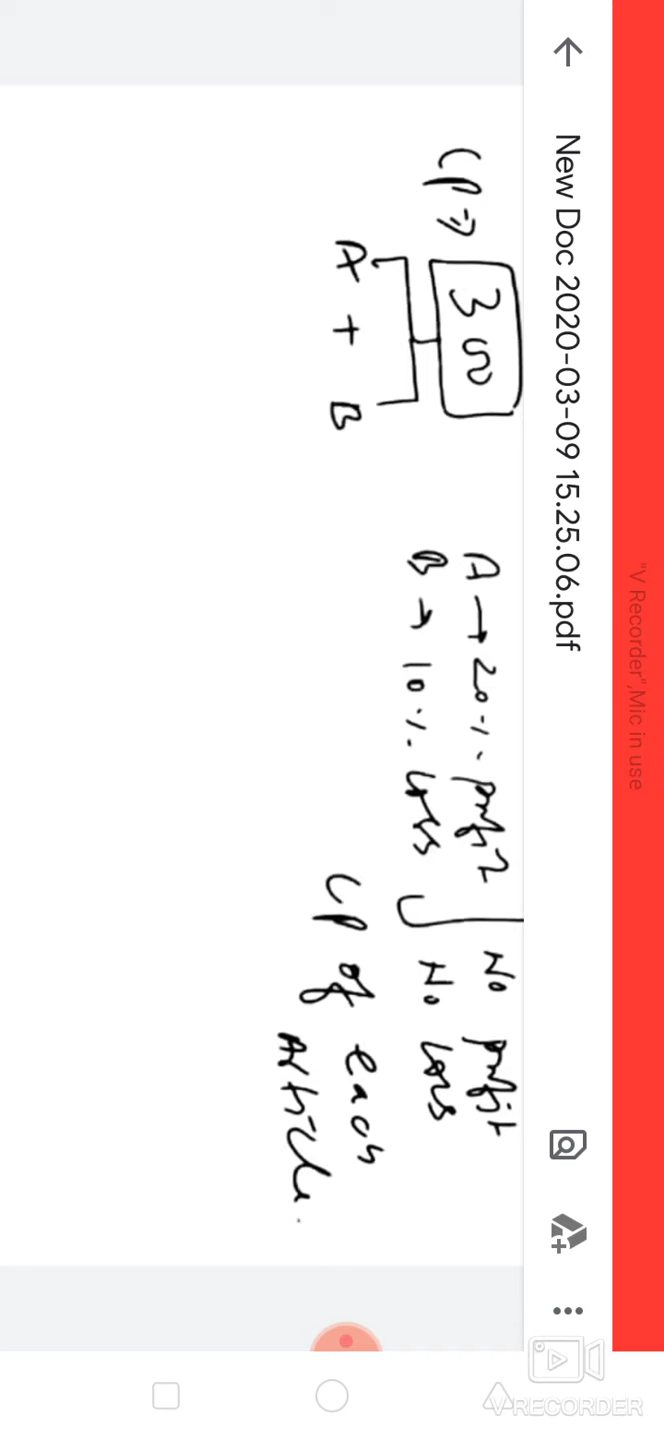 "V Recorder",Mic in use
New Doc 2020-03-09 15.25.06.pdf
CP ⇒ 300
A + B
A → 20%. profit
B → 10%. Loss
No profit
No Loss
CP of each
Article.
V RECORDER